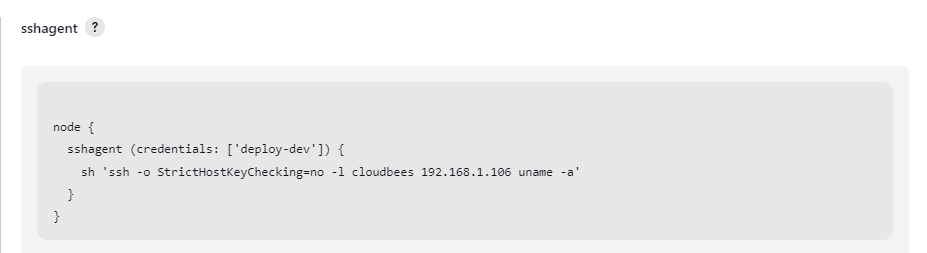 sshagent ?
node {
  sshagent (credentials: ['deploy-dev']) {
    sh 'ssh -o StrictHostKeyChecking=no -l cloudbees 192.168.1.106 uname -a'
  }
}